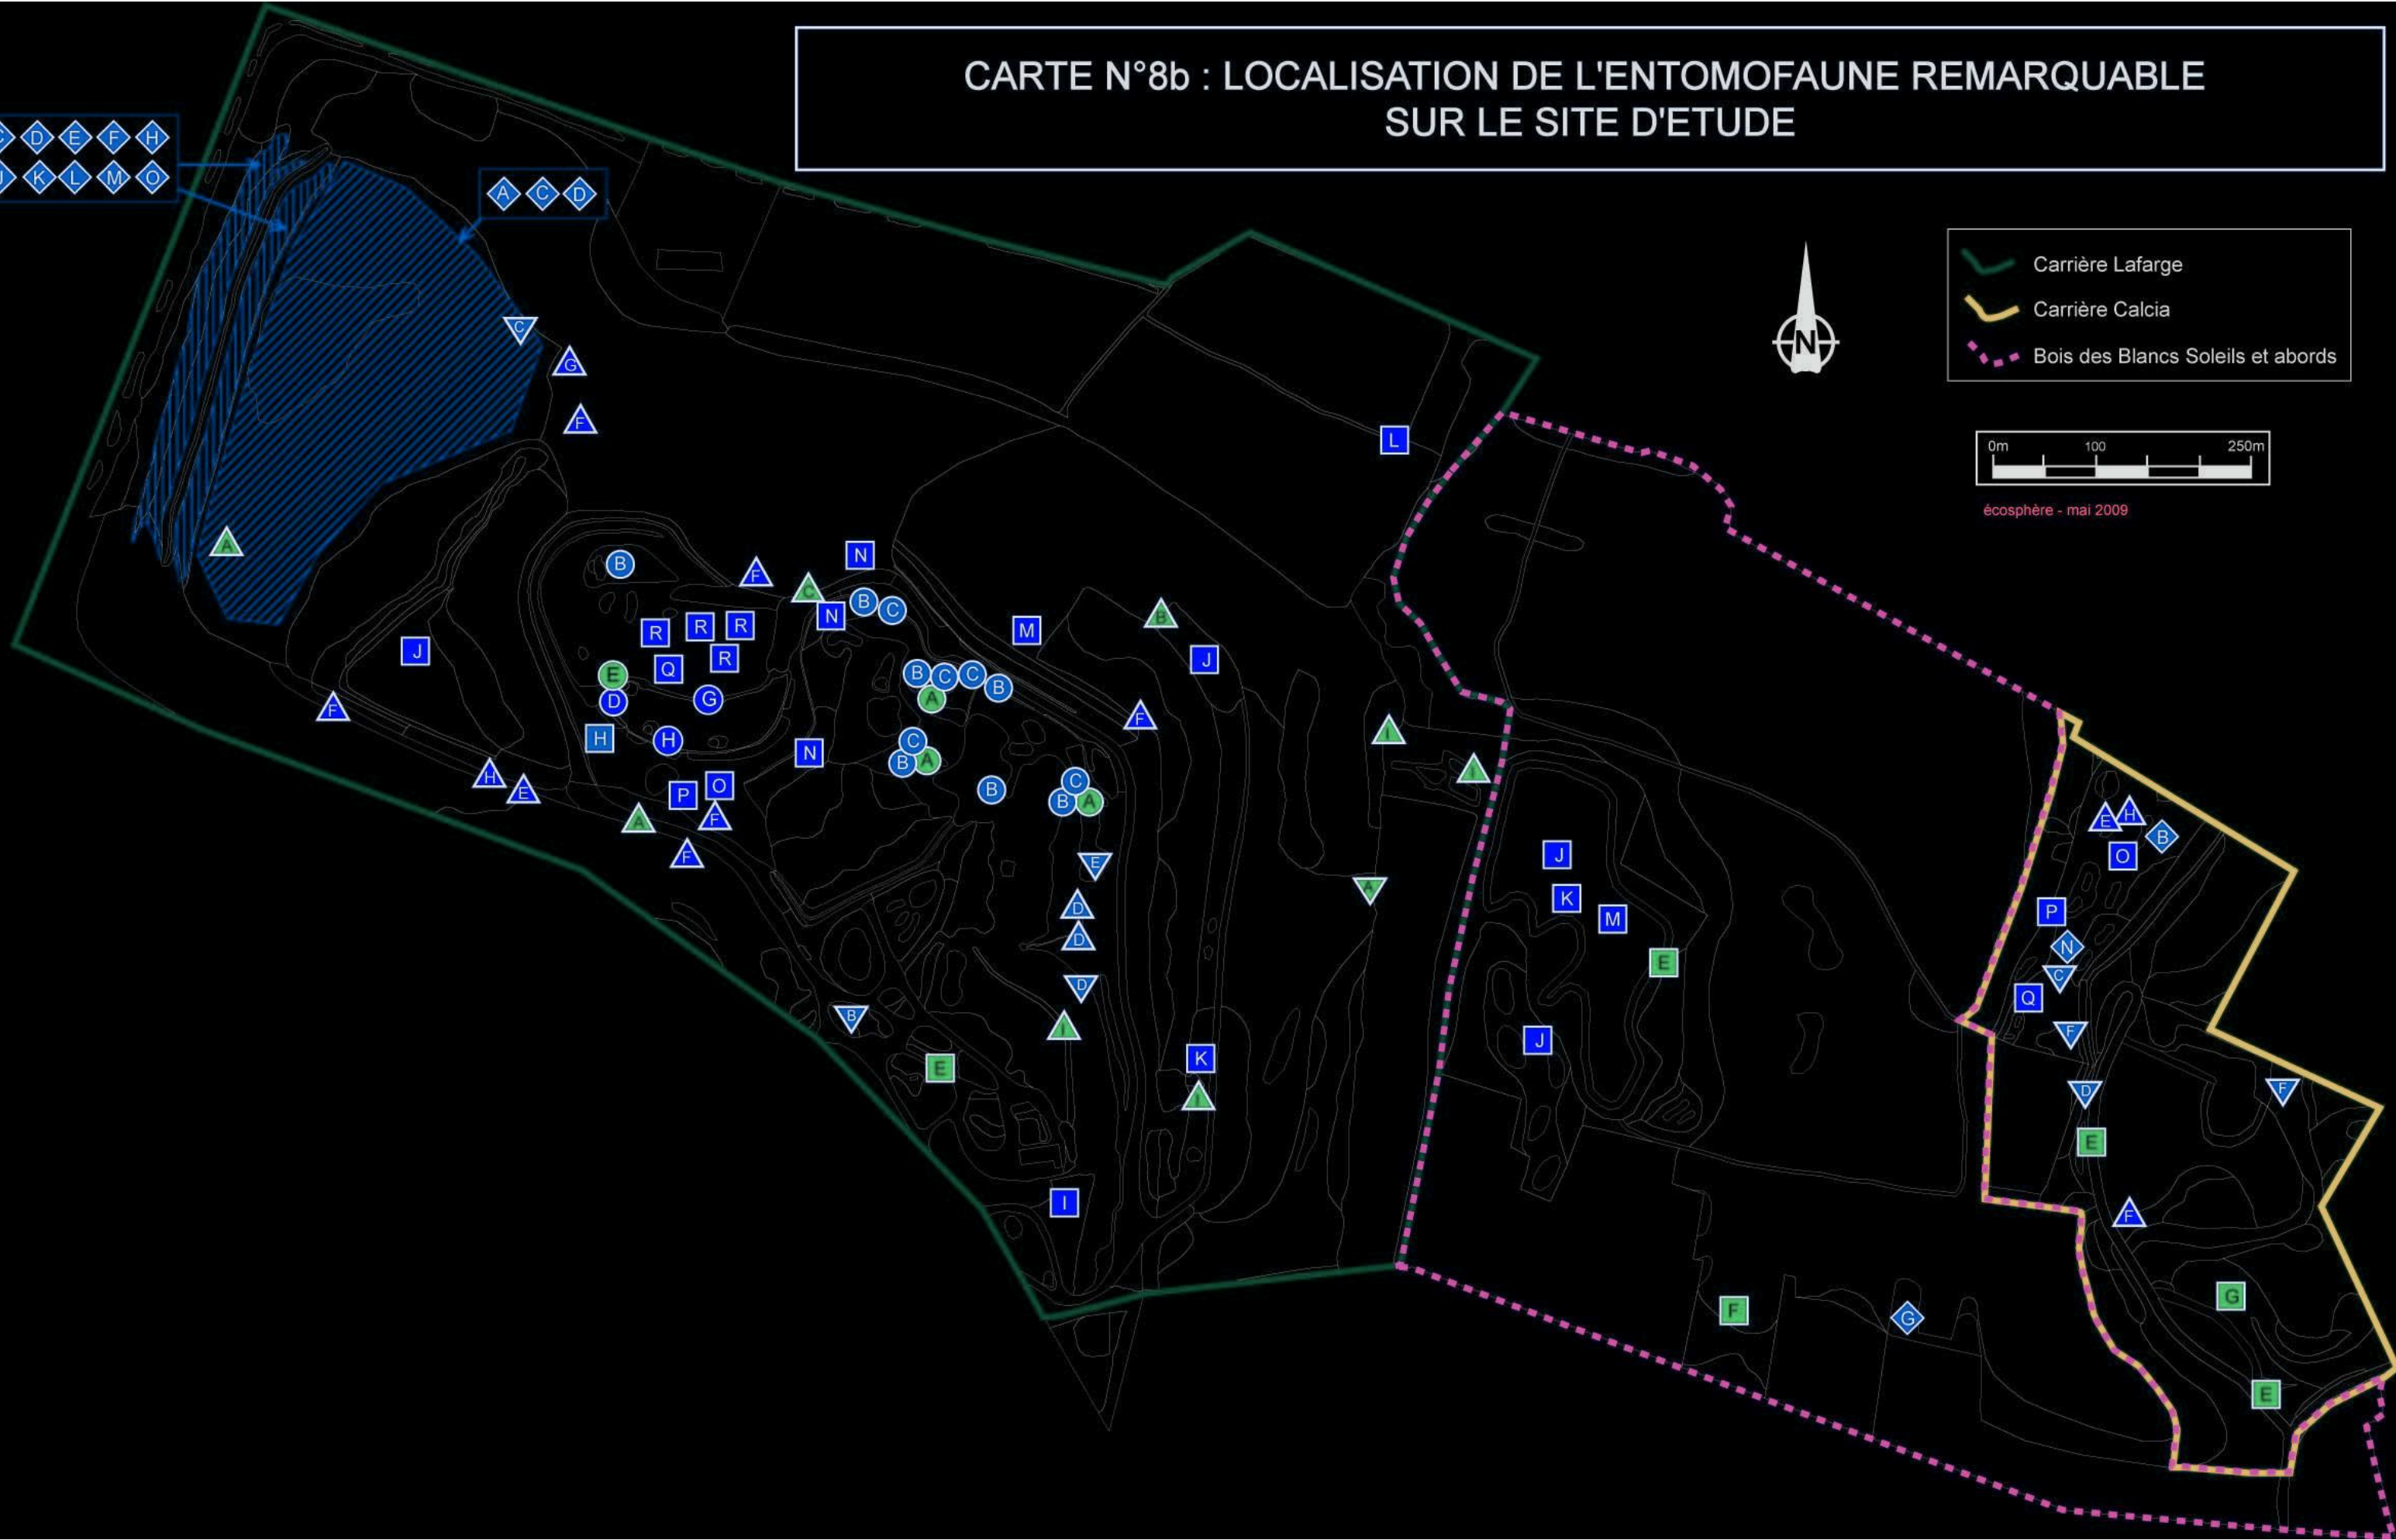 CARTE N°8b : LOCALISATION DE L'ENTOMOFAUNE REMARQUABLE
SUR LE SITE D'ETUDE
D E F H
K L M O
A C D
Carrière Lafarge
Carrière Calcia
Bois des Blancs Soleils et abords
N
0m 100 250m
écosphère - mai 2009
C
G
F
L
A
B
F
N
C
N
B
C
R
R
R
M
B
J
J
Q
R
E
D
G
B
C
C
B
A
F
F
H
H
N
C
B
A
I
I
H
E
P
O
B
C
B
A
A
F
F
E
H
B
O
J
E
A
K
D
M
P
D
E
N
C
D
Q
B
I
J
F
E
K
I
D
F
E
I
F
F
G
G
E